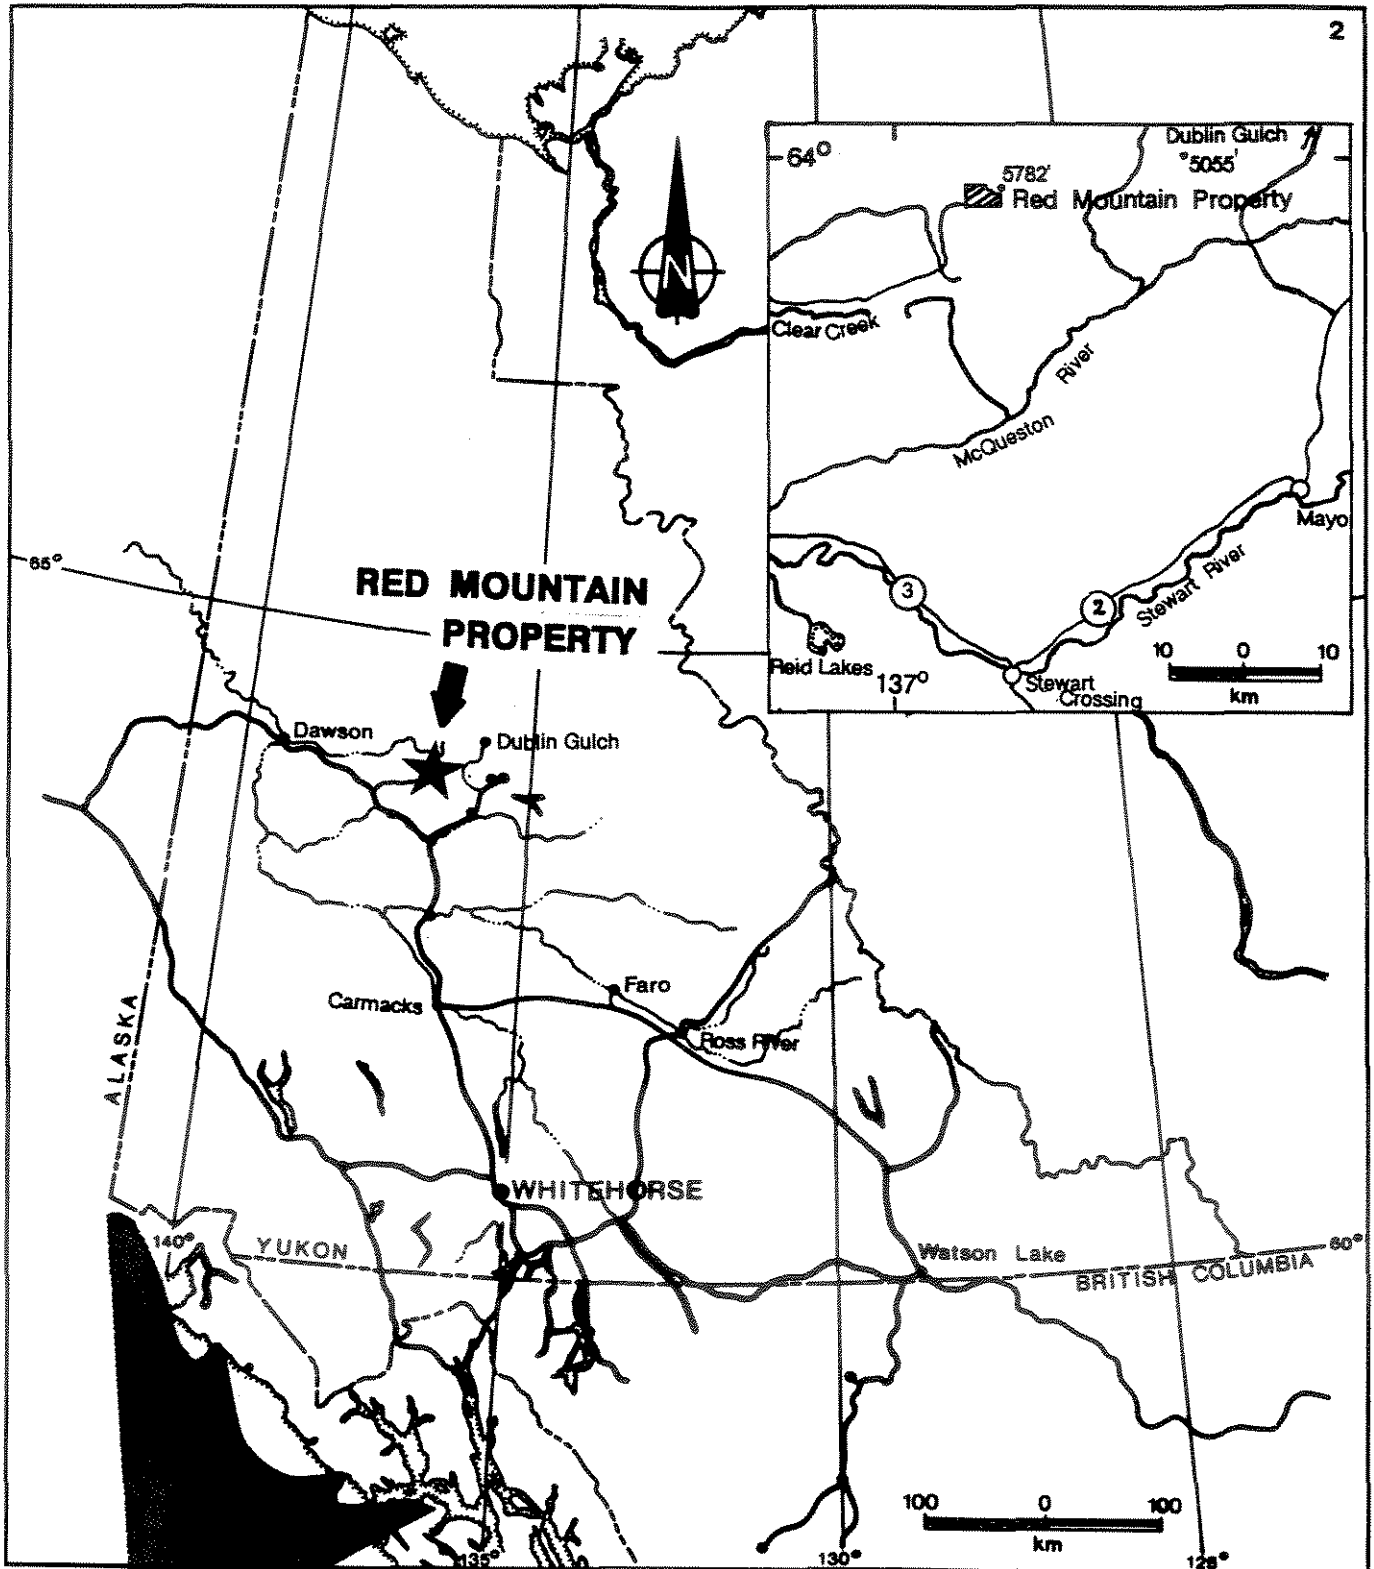 2
Dublin Gulch
64°
5055'
5782'
Red Mountain Property
N
Clear Creek
River
McQueston
Mayo
65°
RED MOUNTAIN
PROPERTY
3
2
Stewart River
Reid Lakes
137°
Stewart
Crossing
10 0 10
km
Dawson
Dublin Gulch
Faro
Carmacks
Ross River
ALASKA
WHITEHORSE
140°
YUKON
Watson Lake
60°
BRITISH COLUMBIA
100 0 100
km
135°
130°
125°